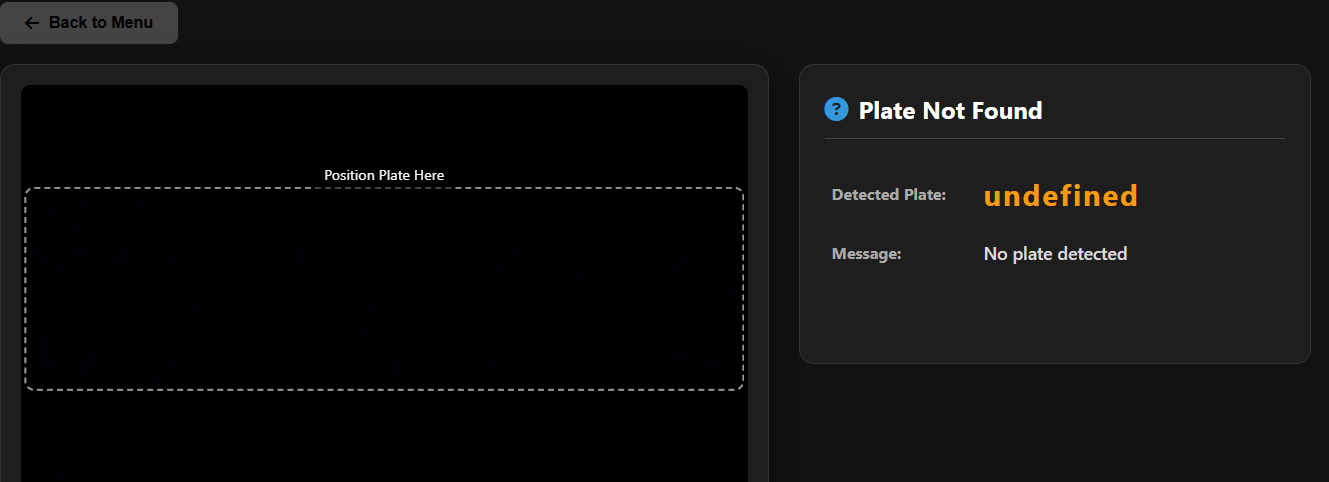 Back to Menu
Position Plate Here
Plate Not Found
Detected Plate: undefined
Message: No plate detected